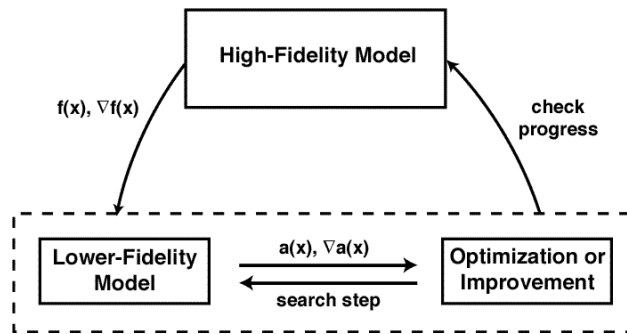 High-Fidelity Model
f(x), ∇f(x)
check
progress
Lower-Fidelity
Model
a(x), ∇a(x)
search step
Optimization or
Improvement